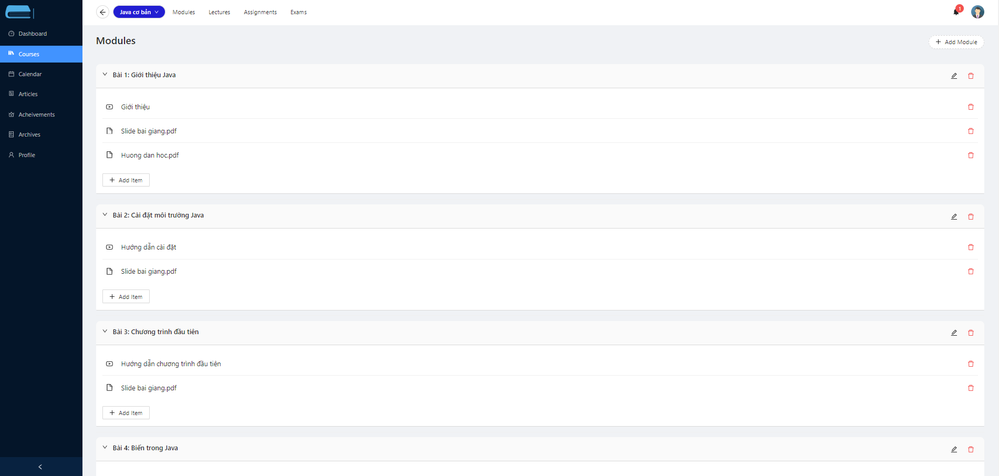 Java cơ bản Modules Lectures Assignments Exams 1
Dashboard
Courses
Calendar
Articles
Acheivements
Archives
Profile
Modules
Add Module
Bài 1: Giới thiệu Java
Giới thiệu
Slide bai giang.pdf
Huong dan hoc.pdf
Add Item
Bài 2: Cài đặt môi trường Java
Hướng dẫn cài đặt
Slide bai giang.pdf
Add Item
Bài 3: Chương trình đầu tiên
Hướng dẫn chương trình đầu tiên
Slide bai giang.pdf
Add Item
Bài 4: Biến trong Java